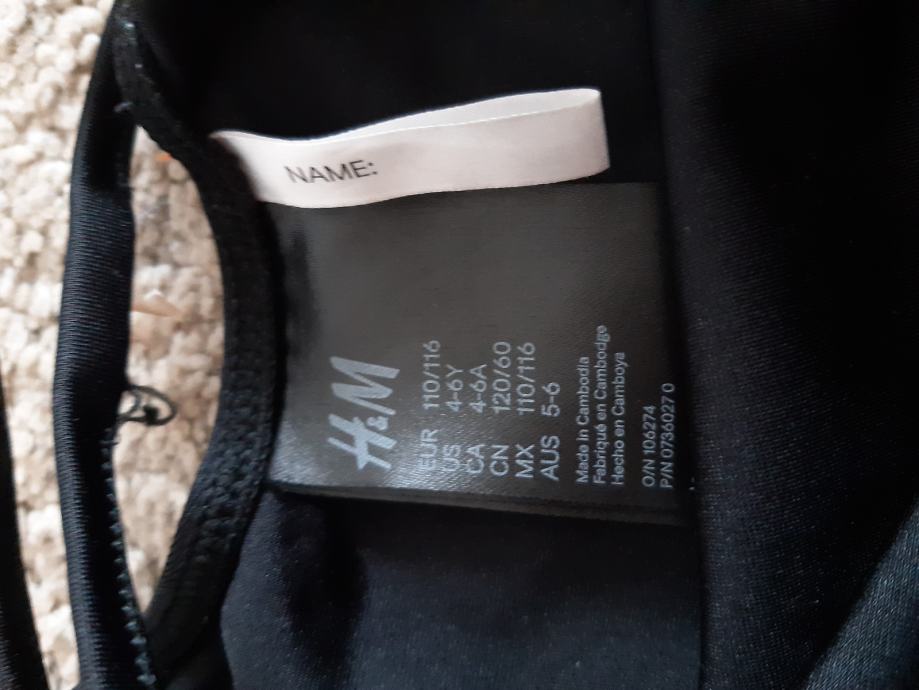 NAME:
H&M
EUR 110/116
US 4-6Y
CA 4-6A
CN 120/60
MX 110/116
AUS 5-6
Made in Cambodia
Fabriqué en Cambodge
Hecho en Camboya
O/N 106274
P/N 0736027 0